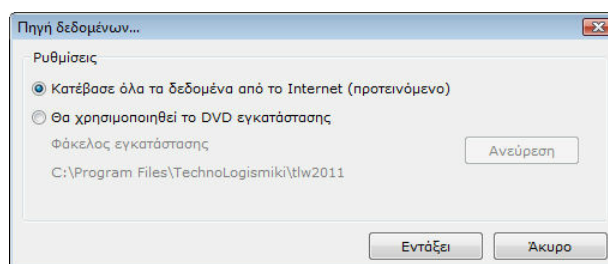 Πηγή δεδομένων...
Ρυθμίσεις
Κατέβασε όλα τα δεδομένα από το Internet (προτεινόμενο)
Θα χρησιμοποιηθεί το DVD εγκατάστασης
Φάκελος εγκατάστασης
Ανεύρεση
C:\Program Files\TechnoLogismiki\tlw2011
Εντάξει
Άκυρο